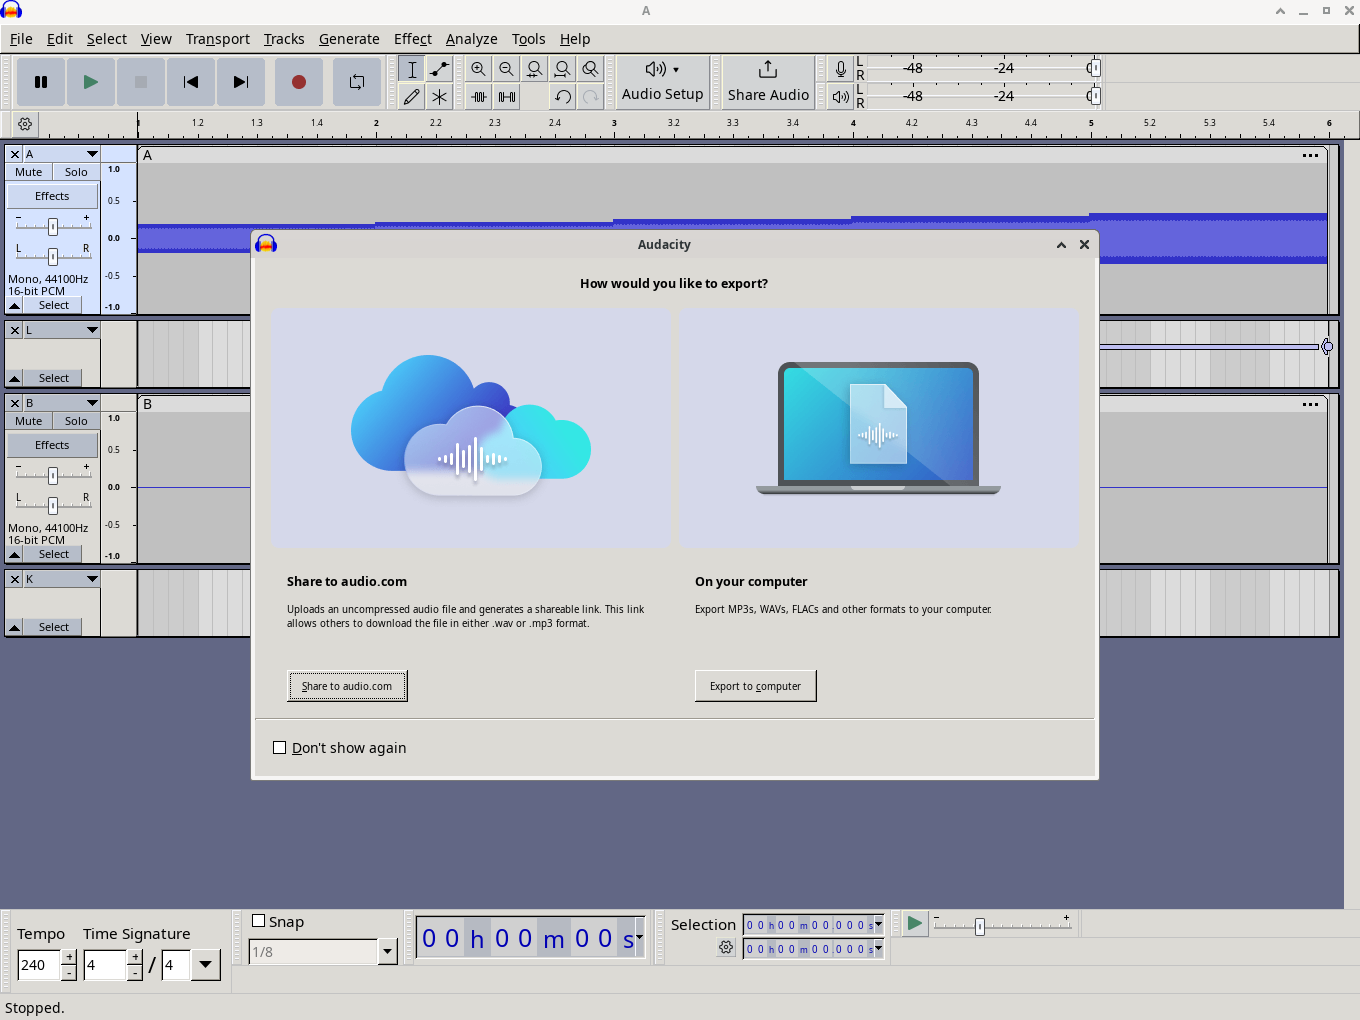 A
File Edit Select View Transport Tracks Generate Effect Analyze Tools Help
Audio Setup
Share Audio
L R -48 -24 0
L R -48 -24 0
1 1.2 1.3 1.4 2 2.2 2.3 2.4 3 3.2 3.3 3.4 4 4.2 4.3 4.4 5 5.2 5.3 5.4 6
A
Mute Solo
Effects
- +
L R
Mono, 44100Hz
16-bit PCM
Select
1.0
0.5
0.0
-0.5
-1.0
A
L
Select
B
Mute Solo
Effects
- +
L R
Mono, 44100Hz
16-bit PCM
Select
1.0
0.5
0.0
-0.5
-1.0
B
K
Select
Audacity
How would you like to export?
Share to audio.com
Uploads an uncompressed audio file and generates a shareable link. This link
allows others to download the file in either .wav or .mp3 format.
Share to audio.com
On your computer
Export MP3s, WAVs, FLACs and other formats to your computer.
Export to computer
Don't show again
Tempo
240
+
-
Time Signature
4
+
-
/
4
Snap
1/8
00h00m00s
Selection
00h00m00.000s
00h00m00.000s
- +
Stopped.